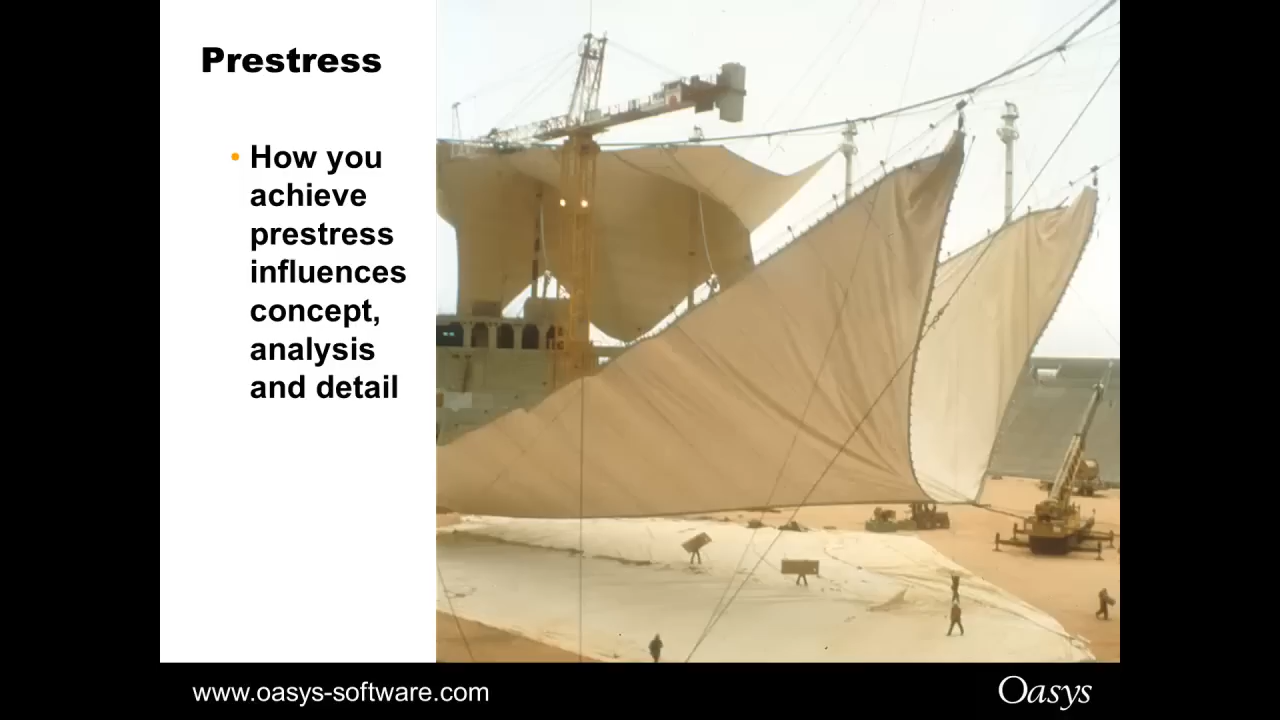 Prestress
• How you
achieve
prestress
influences
concept,
analysis
and detail
www.oasys-software.com
Oasys